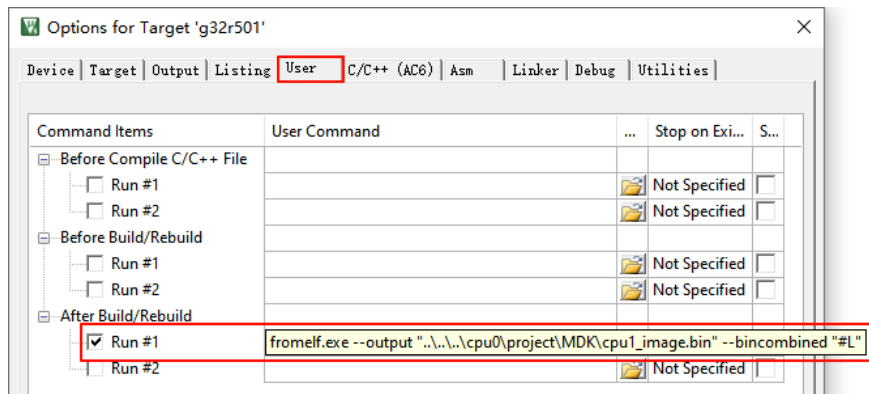 Options for Target 'g32r501'
Device Target Output Listing User C/C++ (AC6) Asm Linker Debug Utilities
Command Items User Command ... Stop on Exi... S...
Before Compile C/C++ File
Run #1 Not Specified
Run #2 Not Specified
Before Build/Rebuild
Run #1 Not Specified
Run #2 Not Specified
After Build/Rebuild
Run #1 fromelf.exe --output "..\..\..\cpu0\project\MDK\cpu1_image.bin" --bincombined "#L"
Run #2 Not Specified